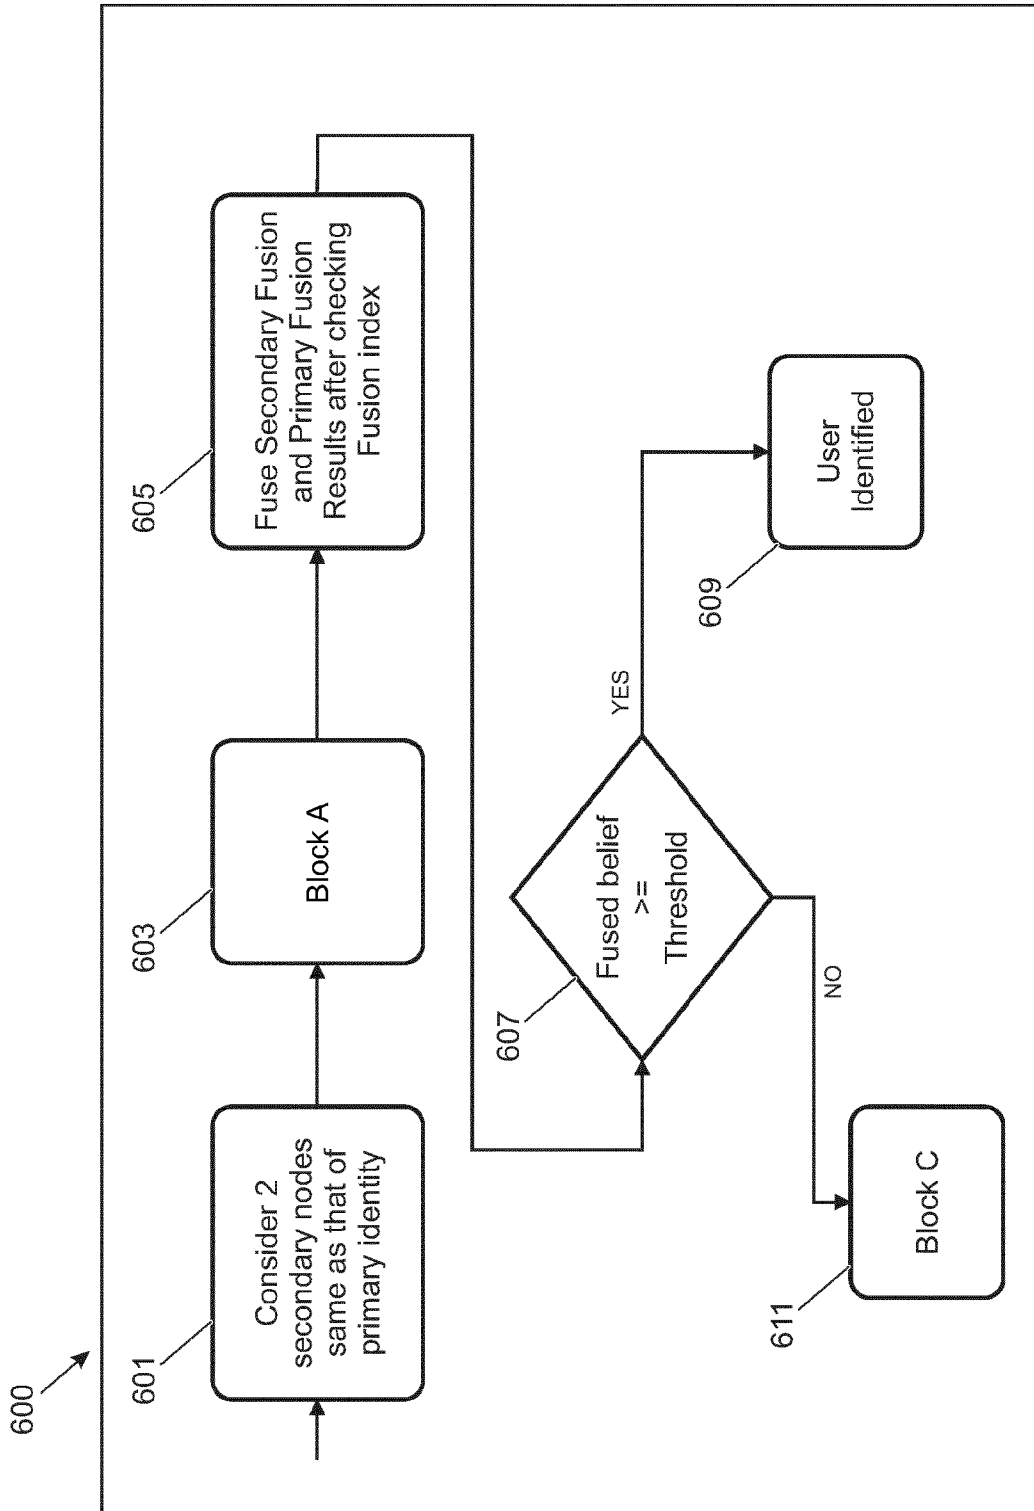 600
601
Consider 2
secondary nodes
same as that of
primary identity
603
Block A
605
Fuse Secondary Fusion
and Primary Fusion
Results after checking
Fusion index
607
Fused belief
>=
Threshold
YES
NO
609
User
Identified
611
Block C